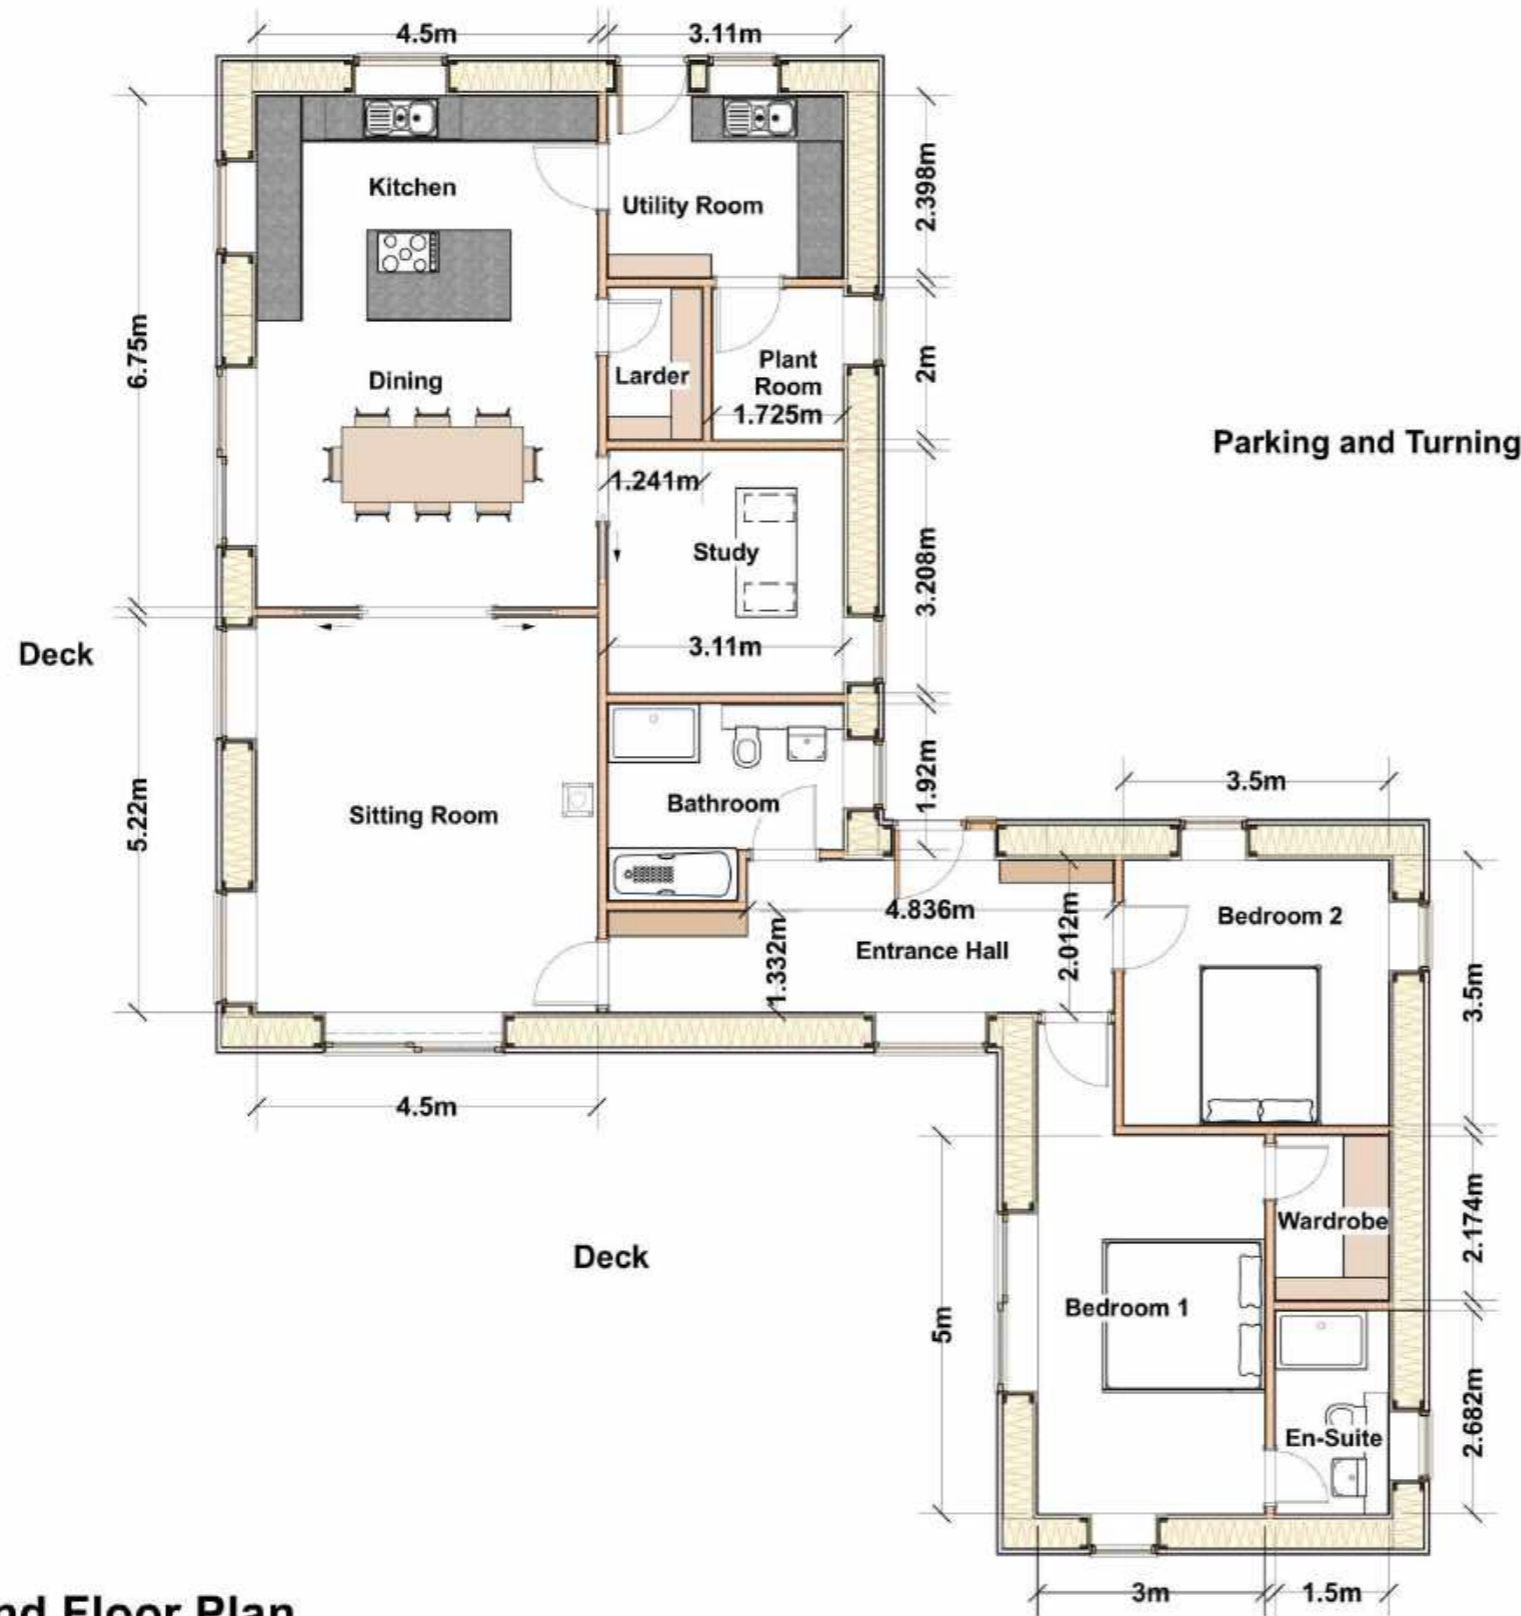 4.5m
3.11m
Kitchen
Utility Room
2.398m
6.75m
Dining
Larder
Plant
Room
1.725m
2m
Parking and Turning
1.241m
Study
3.208m
3.11m
Deck
5.22m
Sitting Room
Bathroom
1.92m
3.5m
4.836m
Bedroom 2
Entrance Hall
1.332m
2.012m
3.5m
4.5m
Deck
Wardrobe
2.174m
5m
Bedroom 1
En-Suite
2.682m
3m
1.5m
nd Floor Plan